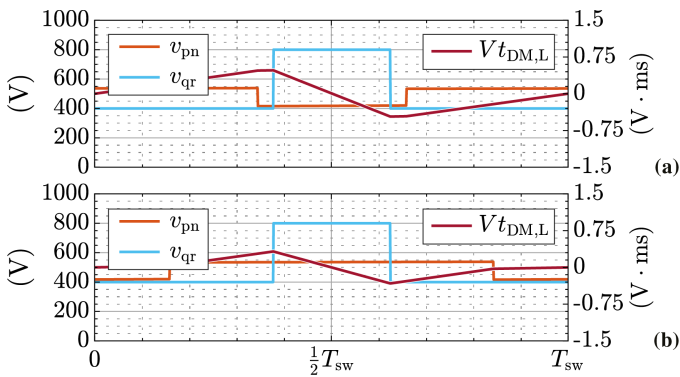 1000
800
600
400
200
0
(V)
v_pn
v_qr
Vt_DM,L
1.5
0.75
0
-0.75
-1.5
(V · ms)
(a)
1000
800
600
400
200
0
(V)
v_pn
v_qr
Vt_DM,L
1.5
0.75
0
-0.75
-1.5
(V · ms)
(b)
0
½T_sw
T_sw